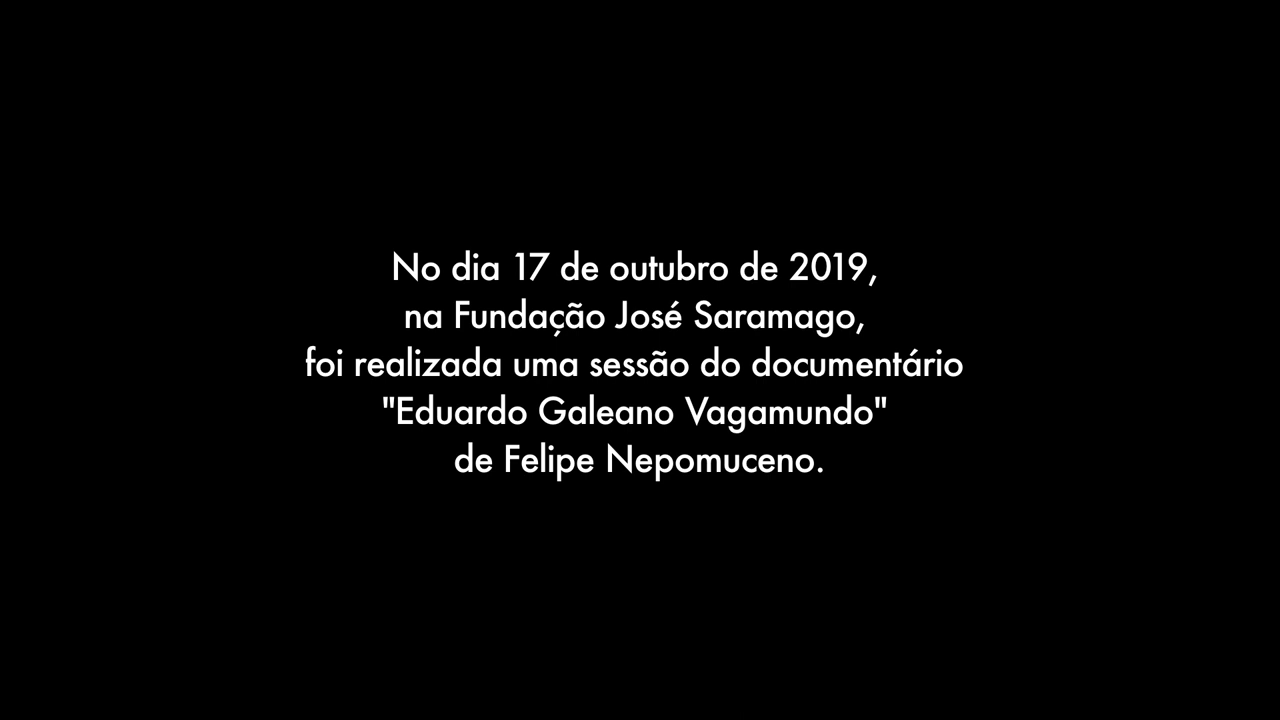 No dia 17 de outubro de 2019,
na Fundação José Saramago,
foi realizada uma sessão do documentário
"Eduardo Galeano Vagamundo"
de Felipe Nepomuceno.